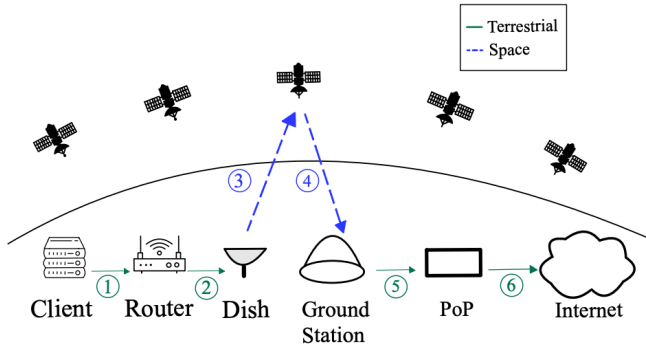 Terrestrial
Space
③
④
①
②
⑤
⑥
Client
Router
Dish
Ground
Station
PoP
Internet